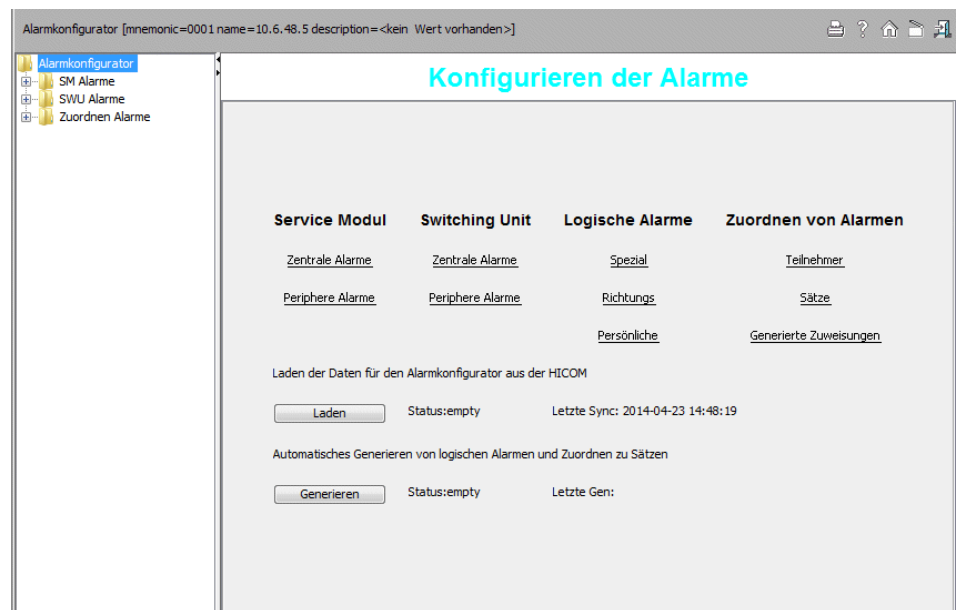 Alarmkonfigurator [mnemonic=0001 name=10.6.48.5 description=<kein Wert vorhanden>]
Alarmkonfigurator
SM Alarme
SWU Alarme
Zuordnen Alarme
Konfigurieren der Alarme
Service Modul Switching Unit Logische Alarme Zuordnen von Alarmen
Zentrale Alarme Zentrale Alarme Spezial Teilnehmer
Periphere Alarme Periphere Alarme Richtungs Sätze
Persönliche Generierte Zuweisungen
Laden der Daten für den Alarmkonfigurator aus der HICOM
Laden Status:empty Letzte Sync: 2014-04-23 14:48:19
Automatisches Generieren von logischen Alarmen und Zuordnen zu Sätzen
Generieren Status:empty Letzte Gen: